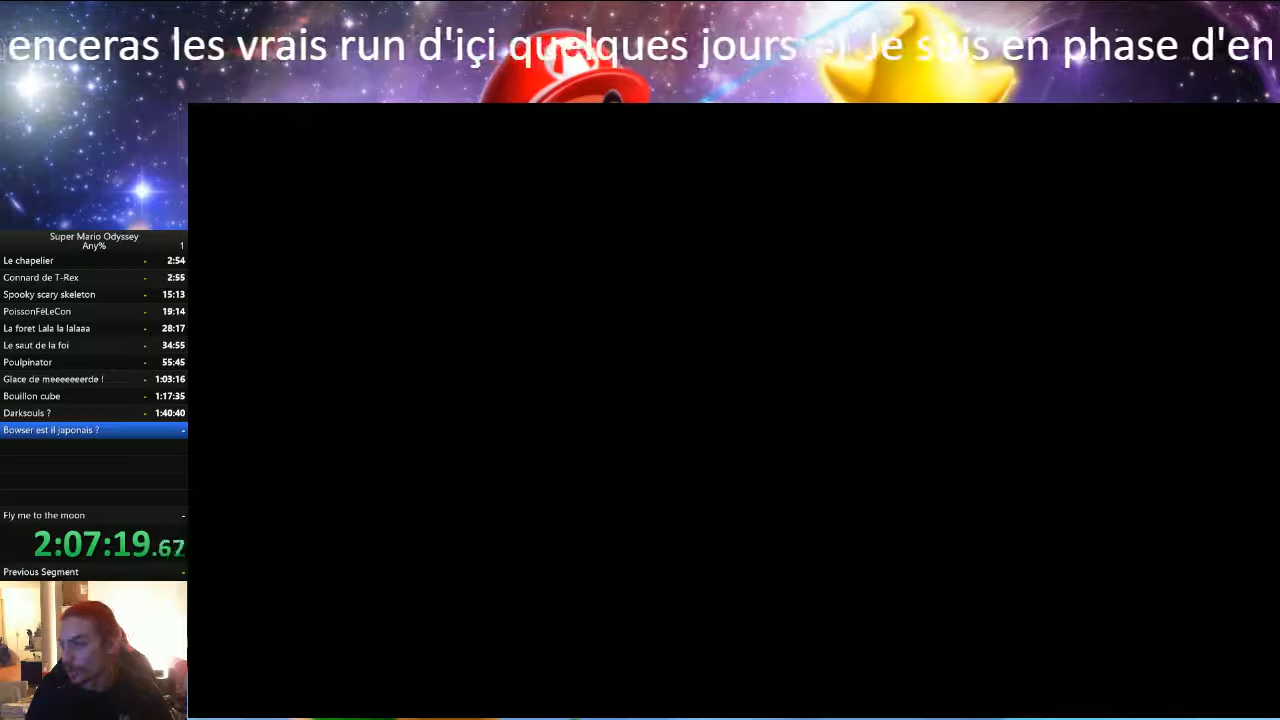 enceras les vrais run d'içi quelques jours =) Je suis en phase d'en
Super Mario Odyssey
Any% 1
Le chapelier - 2:54
Connard de T-Rex - 2:55
Spooky scary skeleton - 15:13
PoissonFéLeCon - 19:14
La foret Lala la lalaaa - 28:17
Le saut de la foi - 34:55
Poulpinator - 55:45
Glace de meeeeeeerde ! - 1:03:16
Bouillon cube - 1:17:35
Darksouls ? - 1:40:40
Bowser est il japonais ? -
Fly me to the moon -
2:07:19.67
Previous Segment -